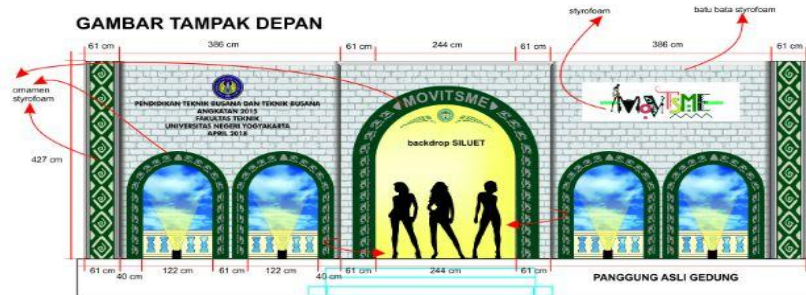 GAMBAR TAMPAK DEPAN
styrofoam
batu bata styrofoam
61 cm
386 cm
61 cm
244 cm
61 cm
386 cm
61 cm
ornamen
styrofoam
427 cm
PENDIDIKAN TEKNIK BUSANA DAN TEKNIK BUSANA
ANGKATAN 2015
FAKULTAS TEKNIK
UNIVERSITAS NEGERI YOGYAKARTA
APRIL 2018
MOVITSME
MOVITSME
backdrop SILUET
61 cm
40 cm
122 cm
61 cm
122 cm
40 cm
61 cm
244 cm
61 cm
PANGGUNG ASLI GEDUNG